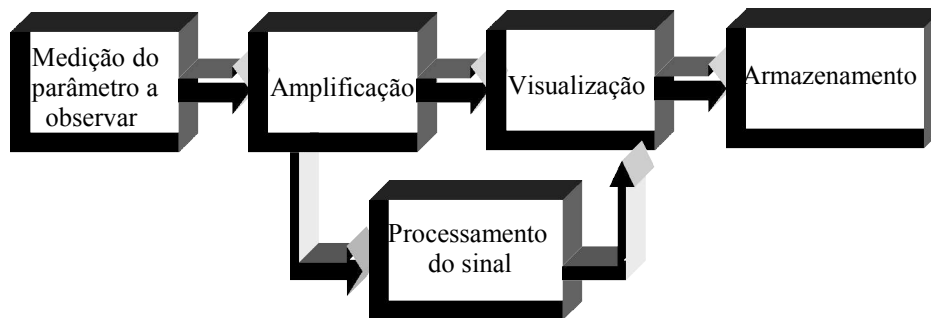 Medição do
parâmetro a
observar
Amplificação
Visualização
Armazenamento
Processamento
do sinal